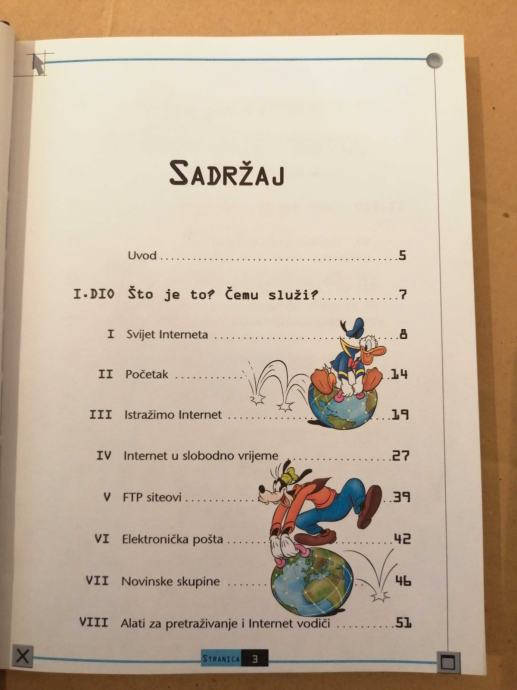 SADRŽAJ
Uvod 5
I.DIO Što je to? Čemu služi? 7
I Svijet Interneta 8
II Početak 14
III Istražimo Internet 19
IV Internet u slobodno vrijeme 27
V FTP siteovi 39
VI Elektronička pošta 42
VII Novinske skupine 46
VIII Alati za pretraživanje i Internet vodiči 51
STRANICA 3